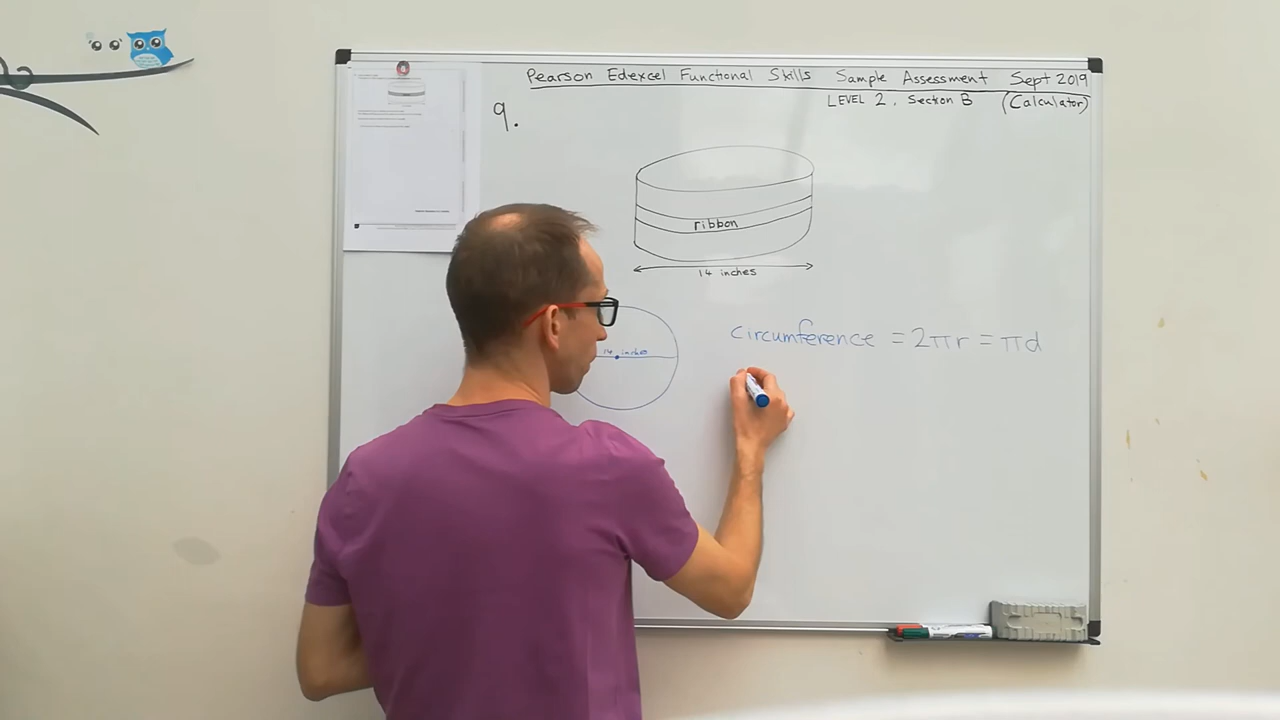 Pearson Edexcel Functional Skills Sample Assessment Sept 2019
LEVEL 2, Section B (Calculator)
9.
ribbon
14 inches
14 inches
circumference = 2πr = πd